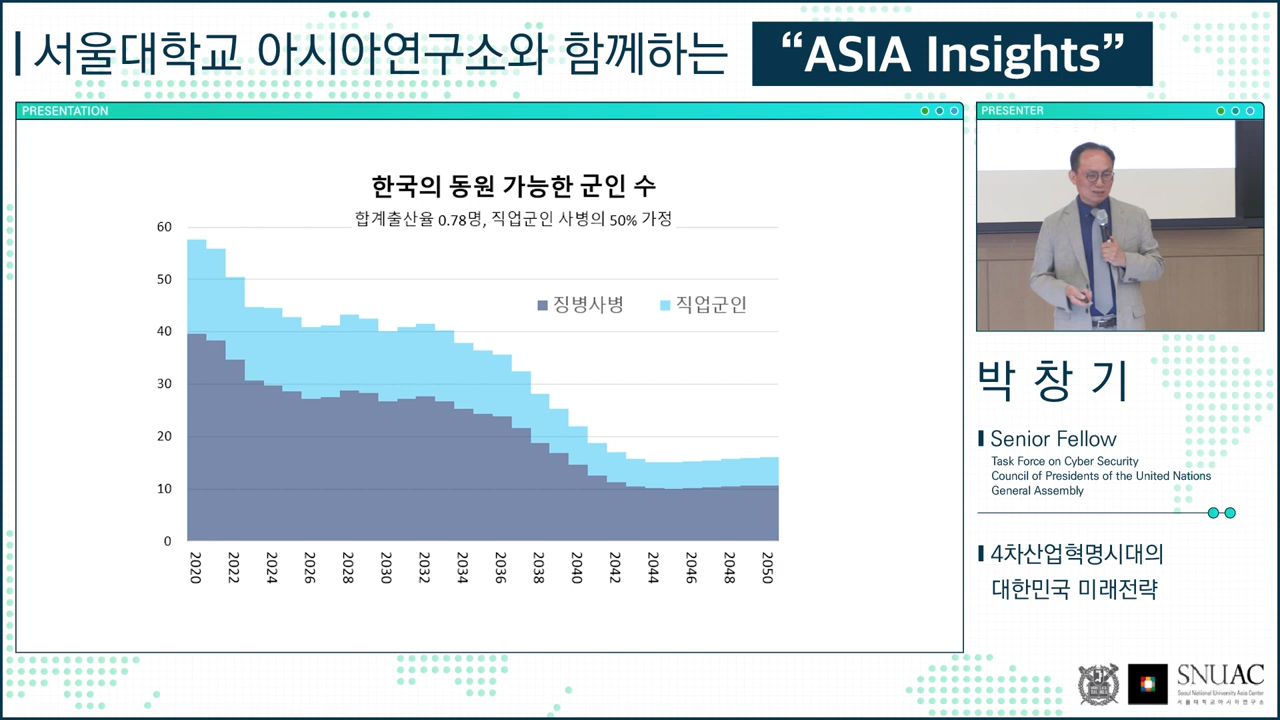 서울대학교 아시아연구소와 함께하는 “ASIA Insights”
PRESENTATION
한국의 동원 가능한 군인 수
합계출산율 0.78명, 직업군인 사병의 50% 가정
60
50
40
30
20
10
0
징병사병 직업군인
2020 2022 2024 2026 2028 2030 2032 2034 2036 2038 2040 2042 2044 2046 2048 2050
PRESENTER
박창기
Senior Fellow
Task Force on Cyber Security
Council of Presidents of the United Nations
General Assembly
4차산업혁명시대의
대한민국 미래전략
SNUAC
Seoul National University Asia Center
서울대학교아시아연구소